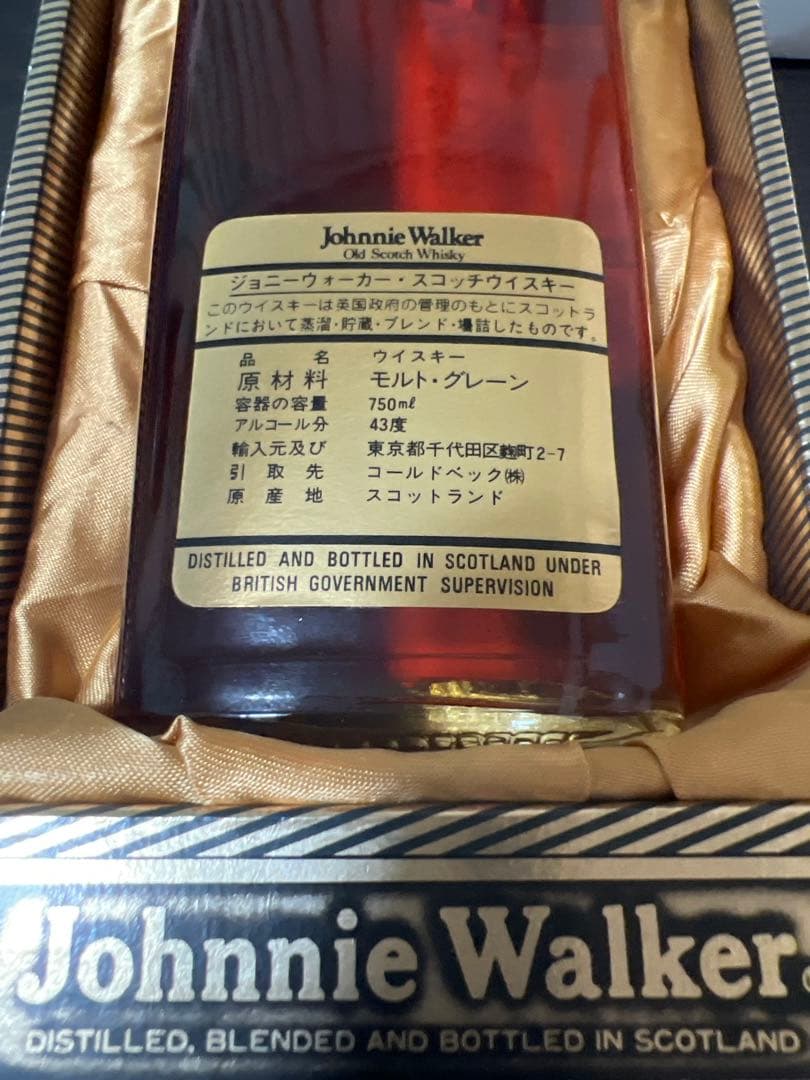 Johnnie Walker
Old Scotch Whisky
ジョニーウォーカー・スコッチウイスキー
このウイスキーは英国政府の管理のもとにスコットラ
ンドにおいて蒸溜・貯蔵・ブレンド・壜詰したものです。
品名 ウイスキー
原材料 モルト・グレーン
容器の容量 750mℓ
アルコール分 43度
輸入元及び 東京都千代田区麹町2-7
引取先 コールドベック㈱
原産地 スコットランド
DISTILLED AND BOTTLED IN SCOTLAND UNDER
BRITISH GOVERNMENT SUPERVISION
Johnnie Walker
DISTILLED, BLENDED AND BOTTLED IN SCOTLAND